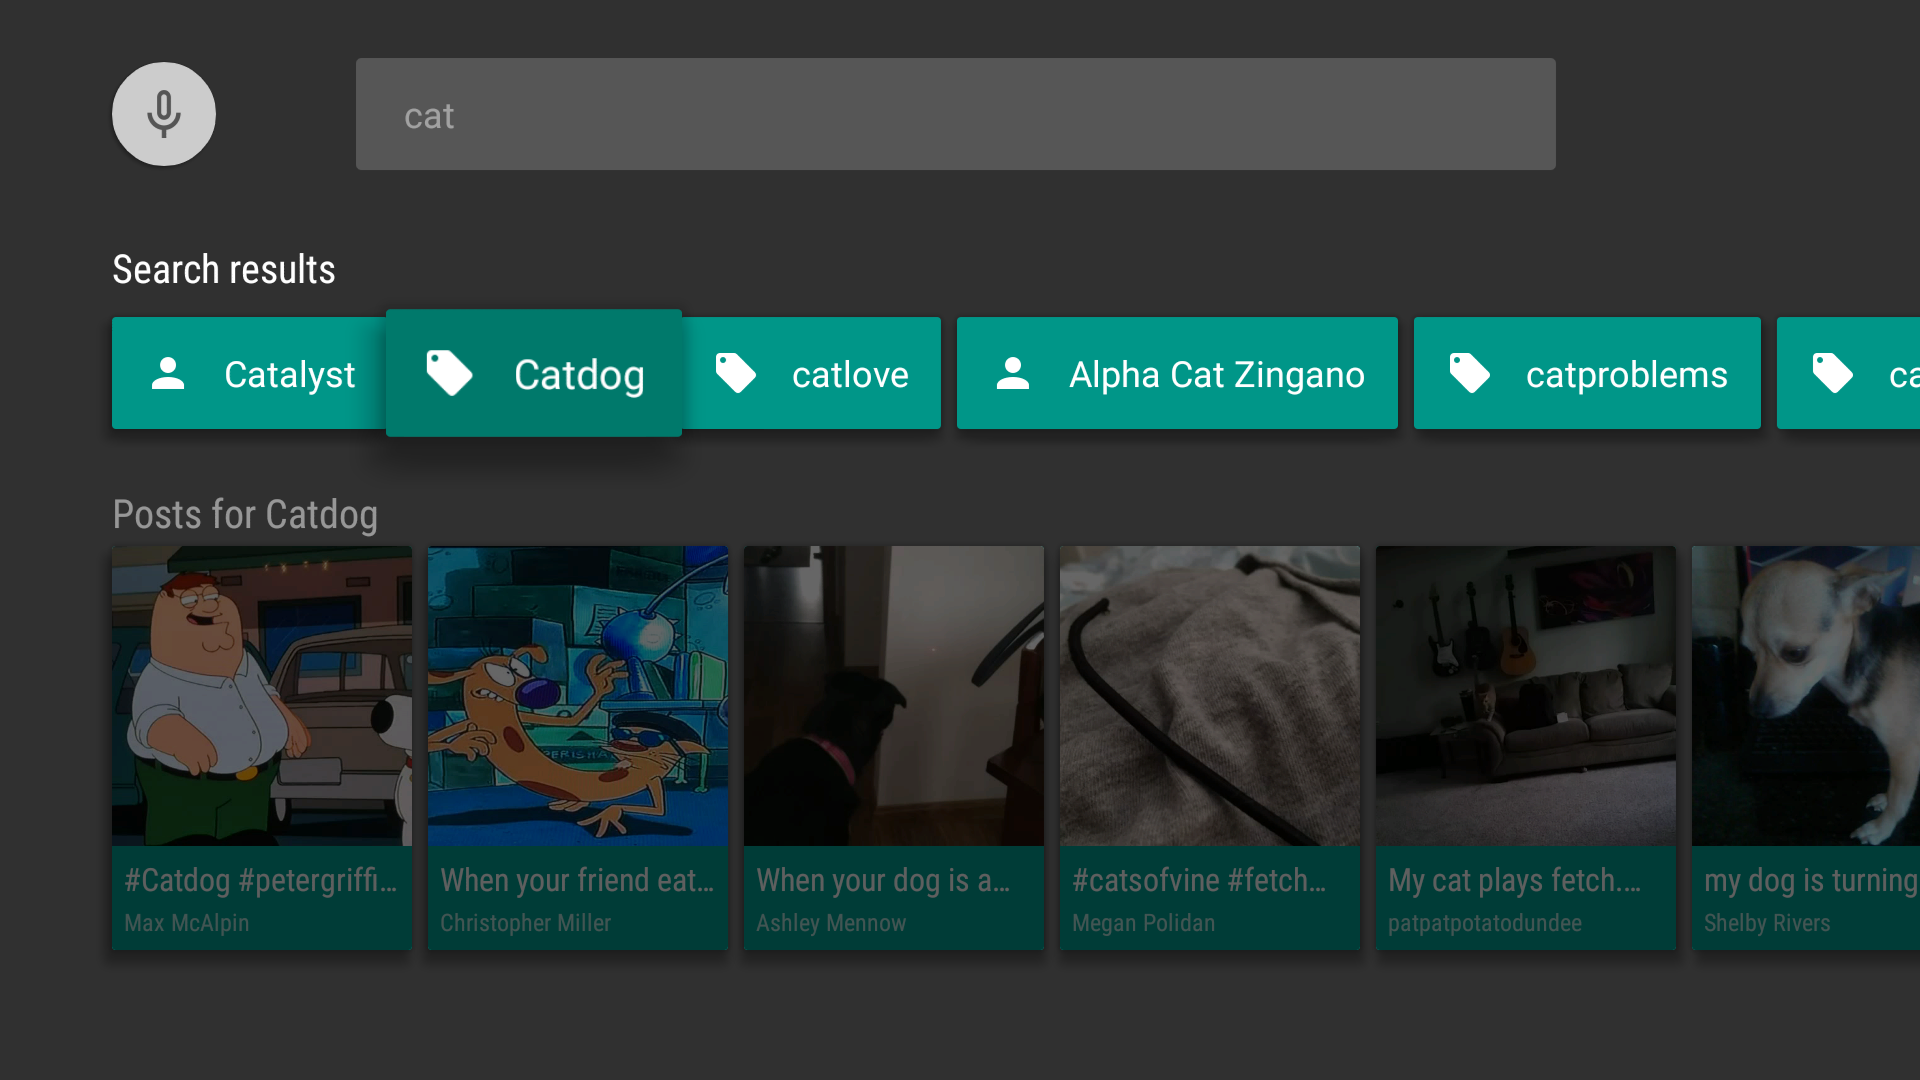 cat
Search results
Catalyst
Catdog
catlove
Alpha Cat Zingano
catproblems
ca
Posts for Catdog
#Catdog #petergriffi...
When your friend eat...
When your dog is a...
#catsofvine #fetch...
My cat plays fetch....
my dog is turning
Max McAlpin
Christopher Miller
Ashley Mennow
Megan Polidan
patpatpotatodundee
Shelby Rivers